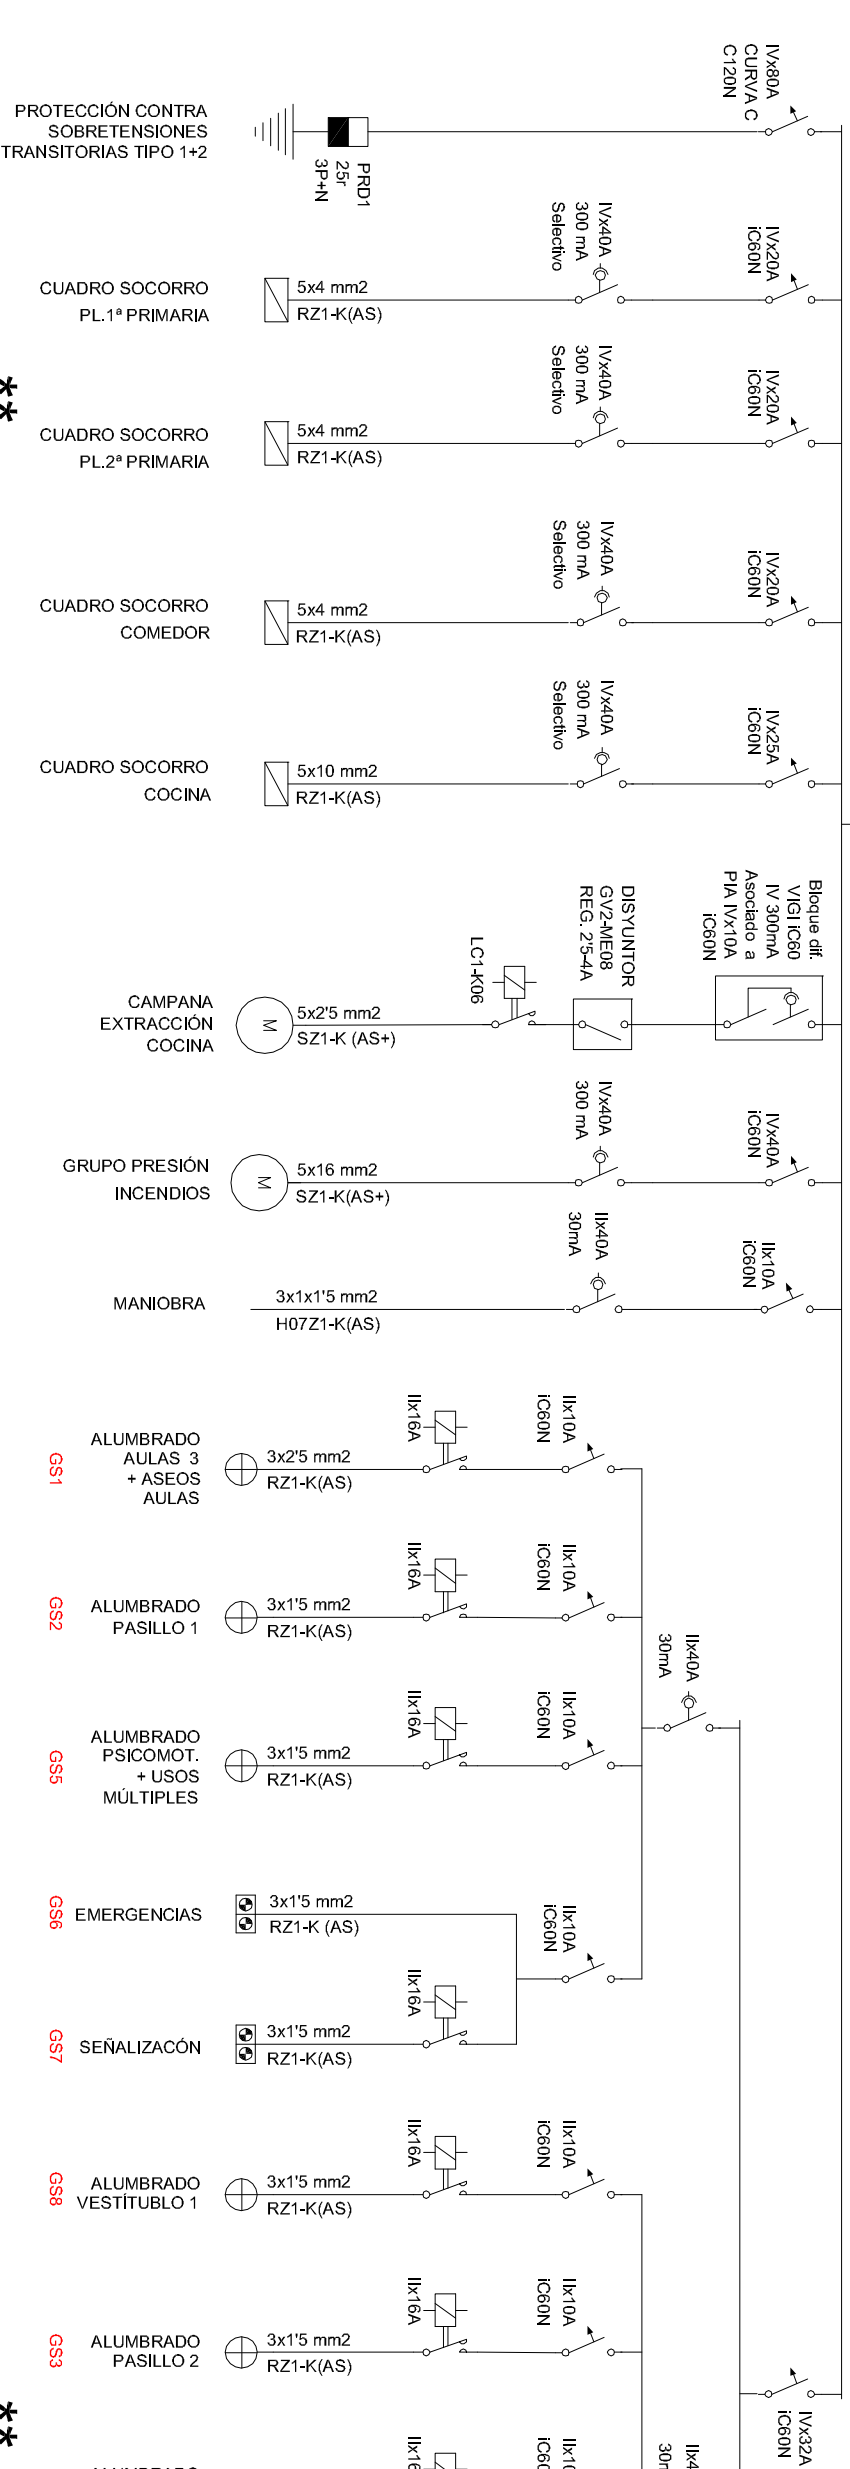 IVx80A
CURVA C
C120N
PROTECCIÓN CONTRA
SOBRETENSIONES
TRANSITORIAS TIPO 1+2
PRD1
25r
3P+N
IVx40A
300 mA
Selectivo
IVx20A
iC60N
CUADRO SOCORRO
PL.1ª PRIMARIA
5x4 mm2
RZ1-K(AS)
**
IVx40A
300 mA
Selectivo
IVx20A
iC60N
CUADRO SOCORRO
PL.2ª PRIMARIA
5x4 mm2
RZ1-K(AS)
IVx40A
300 mA
Selectivo
IVx20A
iC60N
CUADRO SOCORRO
COMEDOR
5x4 mm2
RZ1-K(AS)
IVx40A
300 mA
Selectivo
IVx25A
iC60N
CUADRO SOCORRO
COCINA
5x10 mm2
RZ1-K(AS)
Bloque dif.
VIGI iC60
IV 300mA
Asociado a
PIA IVx10A
iC60N
DISYUNTOR
GV2-ME08
REG. 2'5-4A
LC1-K06
CAMPANA
EXTRACCIÓN
COCINA
M
5x2'5 mm2
SZ1-K (AS+)
IVx40A
300 mA
IVx40A
iC60N
GRUPO PRESIÓN
INCENDIOS
M
5x16 mm2
SZ1-K(AS+)
IIx40A
30mA
IIx10A
iC60N
MANIOBRA
3x1x1'5 mm2
H07Z1-K(AS)
IIx16A
IIx10A
iC60N
GS1
ALUMBRADO
AULAS 3
+ ASEOS
AULAS
3x2'5 mm2
RZ1-K(AS)
IIx16A
IIx10A
iC60N
GS2
ALUMBRADO
PASILLO 1
3x1'5 mm2
RZ1-K(AS)
IIx40A
30mA
IIx16A
IIx10A
iC60N
GS5
ALUMBRADO
PSICOMOT.
+ USOS
MÚLTIPLES
3x1'5 mm2
RZ1-K(AS)
GS6
EMERGENCIAS
3x1'5 mm2
RZ1-K (AS)
IIx10A
iC60N
IIx16A
GS7
SEÑALIZACÓN
3x1'5 mm2
RZ1-K(AS)
IIx16A
IIx10A
iC60N
GS8
ALUMBRADO
VESTÍTUBLO 1
3x1'5 mm2
RZ1-K(AS)
IIx16A
IIx10A
iC60N
GS3
ALUMBRADO
PASILLO 2
3x1'5 mm2
RZ1-K(AS)
IVx32A
iC60N
**